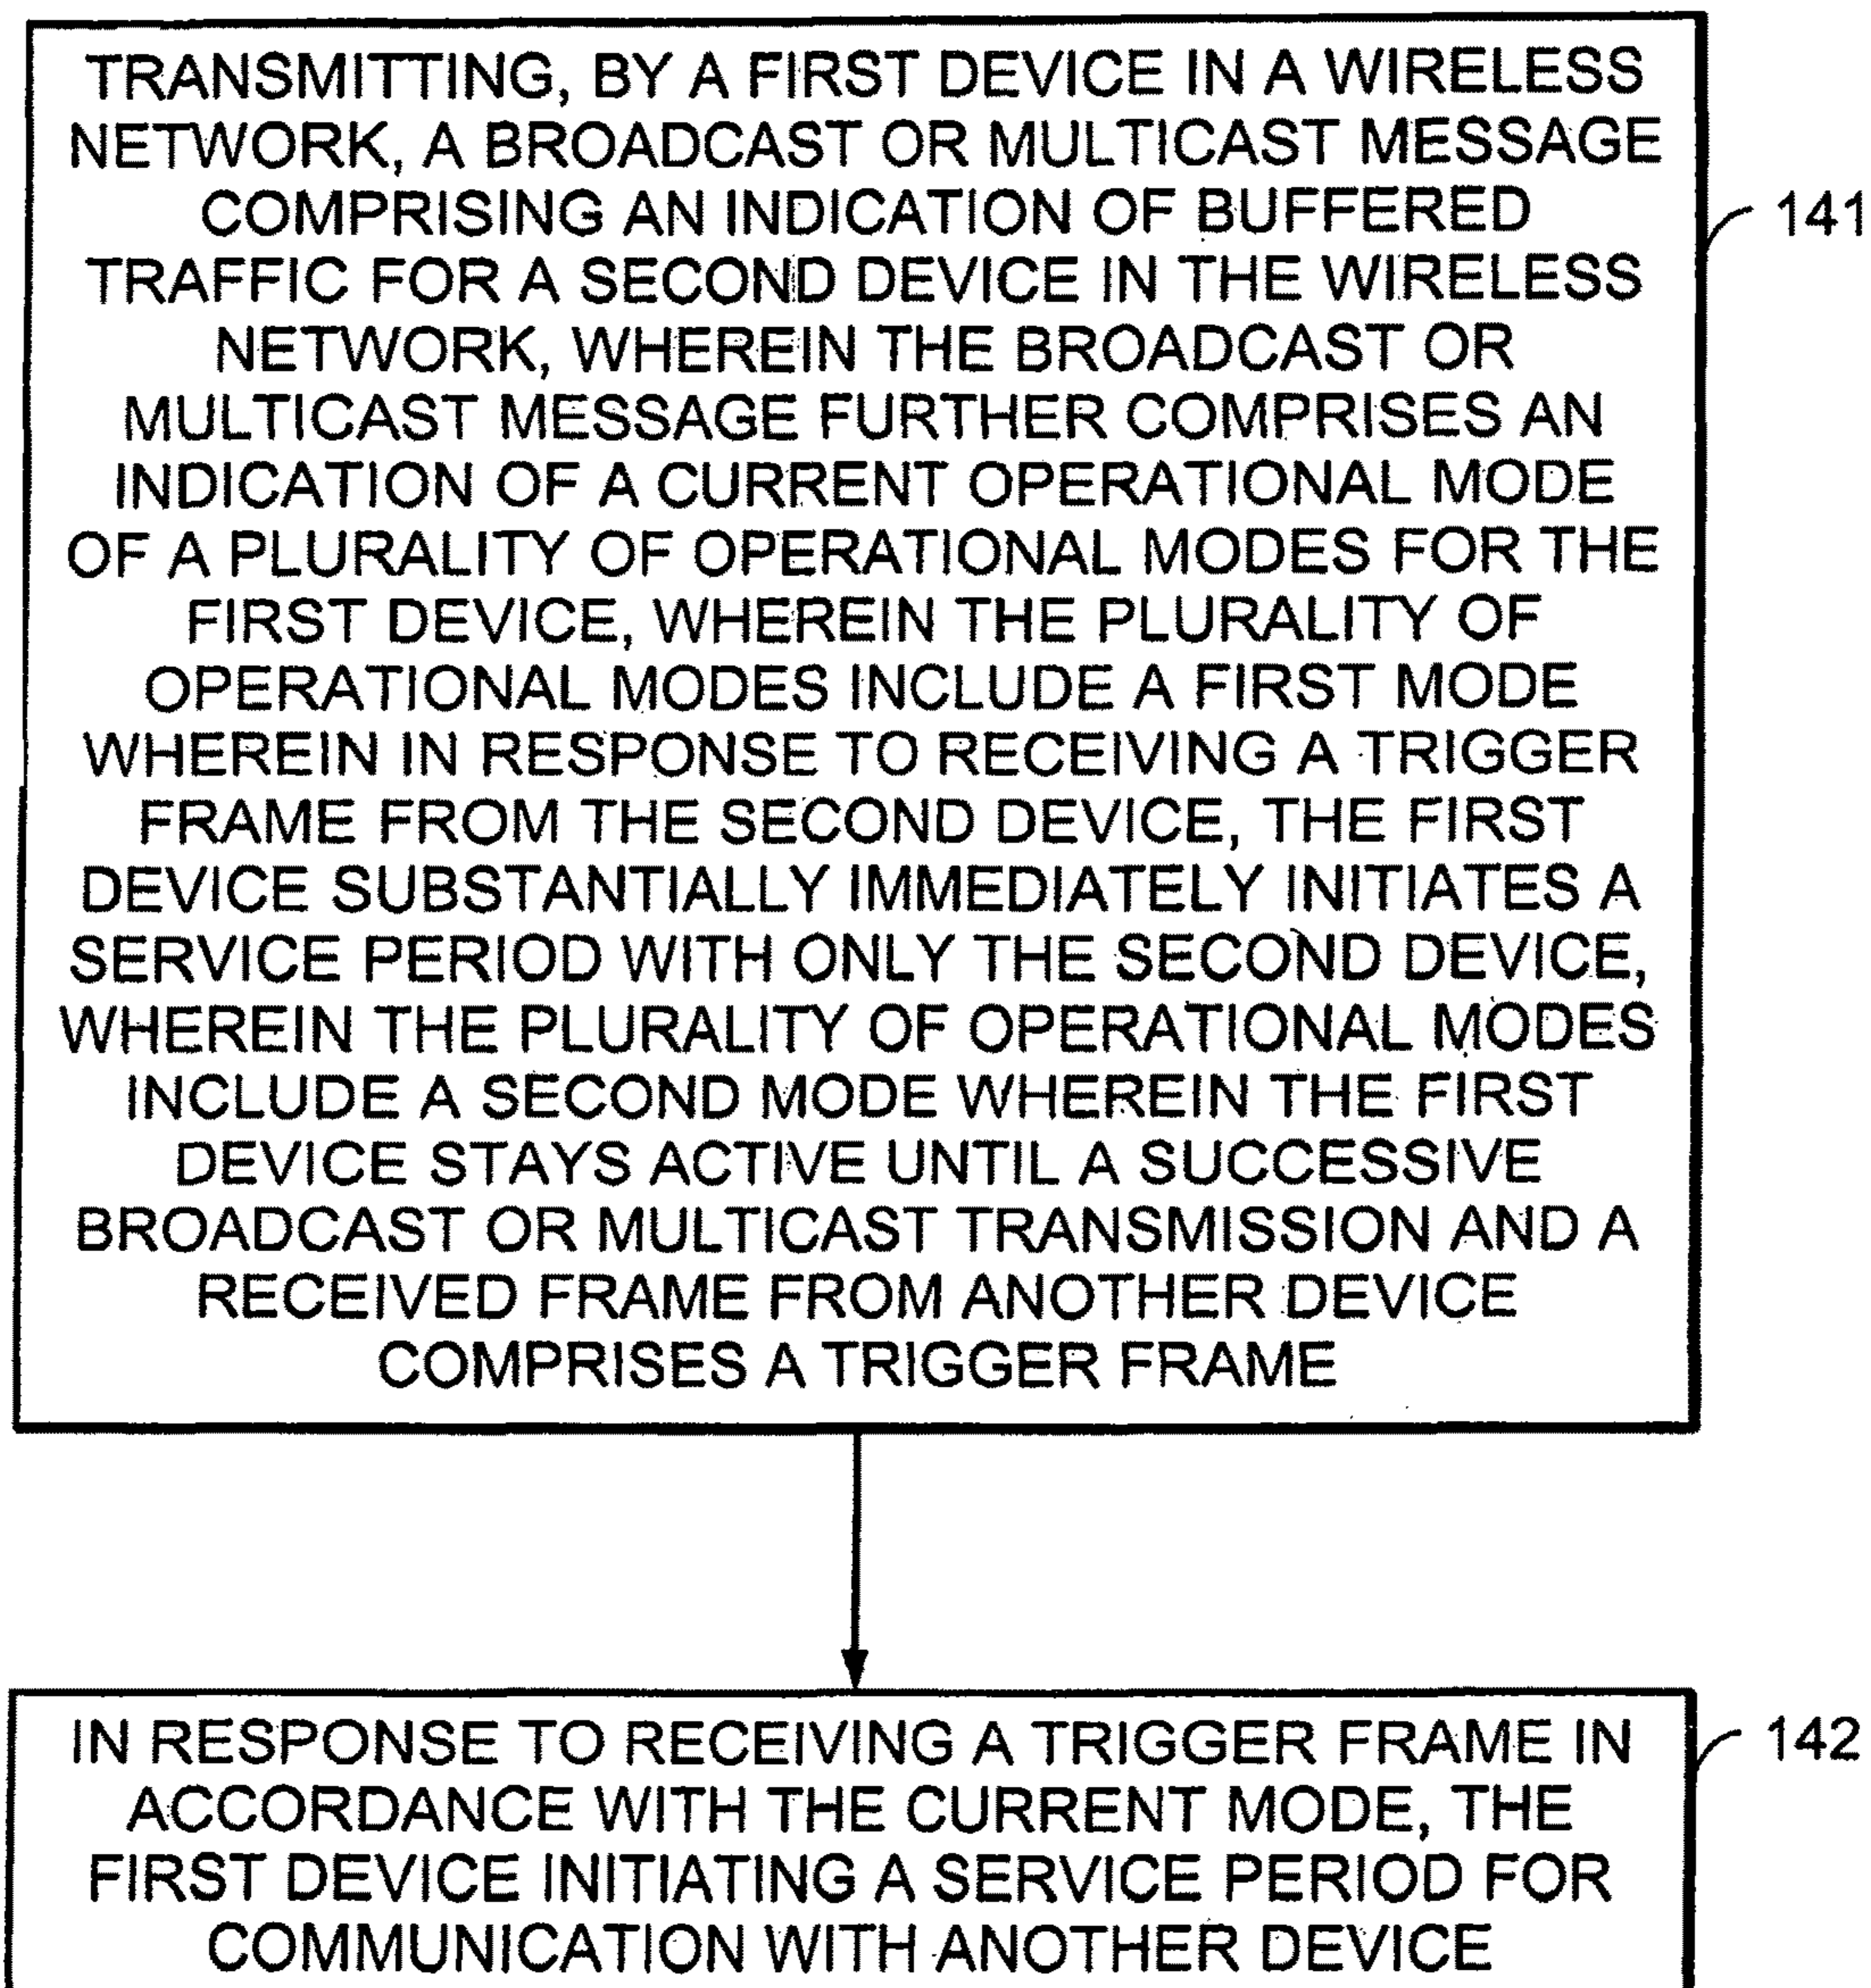 TRANSMITTING, BY A FIRST DEVICE IN A WIRELESS
NETWORK, A BROADCAST OR MULTICAST MESSAGE
COMPRISING AN INDICATION OF BUFFERED
TRAFFIC FOR A SECOND DEVICE IN THE WIRELESS
NETWORK, WHEREIN THE BROADCAST OR
MULTICAST MESSAGE FURTHER COMPRISES AN
INDICATION OF A CURRENT OPERATIONAL MODE
OF A PLURALITY OF OPERATIONAL MODES FOR THE
FIRST DEVICE, WHEREIN THE PLURALITY OF
OPERATIONAL MODES INCLUDE A FIRST MODE
WHEREIN IN RESPONSE TO RECEIVING A TRIGGER
FRAME FROM THE SECOND DEVICE, THE FIRST
DEVICE SUBSTANTIALLY IMMEDIATELY INITIATES A
SERVICE PERIOD WITH ONLY THE SECOND DEVICE,
WHEREIN THE PLURALITY OF OPERATIONAL MODES
INCLUDE A SECOND MODE WHEREIN THE FIRST
DEVICE STAYS ACTIVE UNTIL A SUCCESSIVE
BROADCAST OR MULTICAST TRANSMISSION AND A
RECEIVED FRAME FROM ANOTHER DEVICE
COMPRISES A TRIGGER FRAME
141
IN RESPONSE TO RECEIVING A TRIGGER FRAME IN
ACCORDANCE WITH THE CURRENT MODE, THE
FIRST DEVICE INITIATING A SERVICE PERIOD FOR
COMMUNICATION WITH ANOTHER DEVICE
142